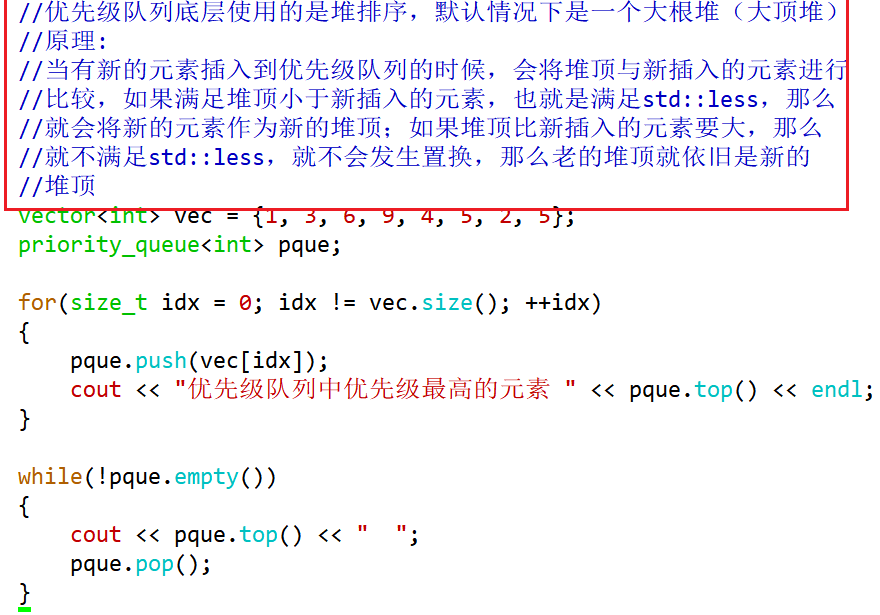 //优先级队列底层使用的是堆排序，默认情况下是一个大根堆（大顶堆）
//原理:
//当有新的元素插入到优先级队列的时候，会将堆顶与新插入的元素进行
//比较，如果满足堆顶小于新插入的元素，也就是满足std::less，那么
//就会将新的元素作为新的堆顶；如果堆顶比新插入的元素要大，那么
//就不满足std::less，就不会发生置换，那么老的堆顶就依旧是新的
//堆顶
vector<int> vec = {1, 3, 6, 9, 4, 5, 2, 5};
priority_queue<int> pque;
for(size_t idx = 0; idx != vec.size(); ++idx)
{
    pque.push(vec[idx]);
    cout << "优先级队列中优先级最高的元素 " << pque.top() << endl;
}
while(!pque.empty())
{
    cout << pque.top() << "  ";
    pque.pop();
}